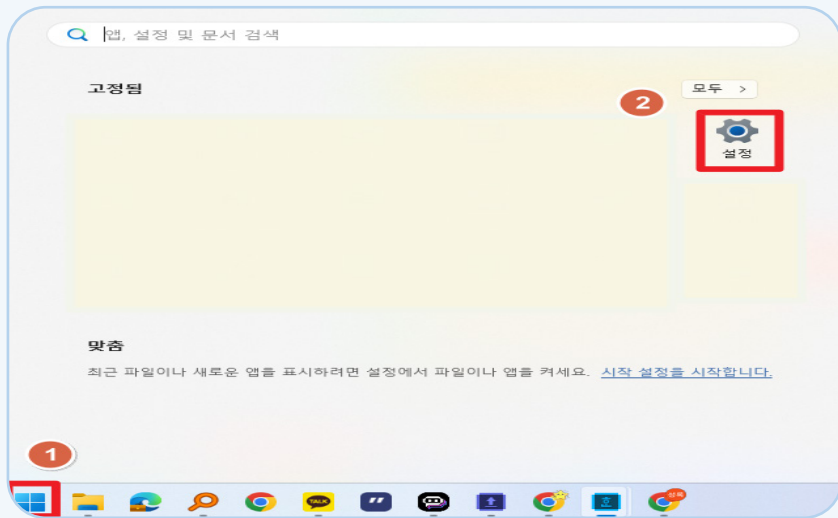 앱, 설정 및 문서 검색
고정됨
모두 >
2
설정
맞춤
최근 파일이나 새로운 앱을 표시하려면 설정에서 파일이나 앱을 켜세요. 시작 설정을 시작합니다.
1
TALK